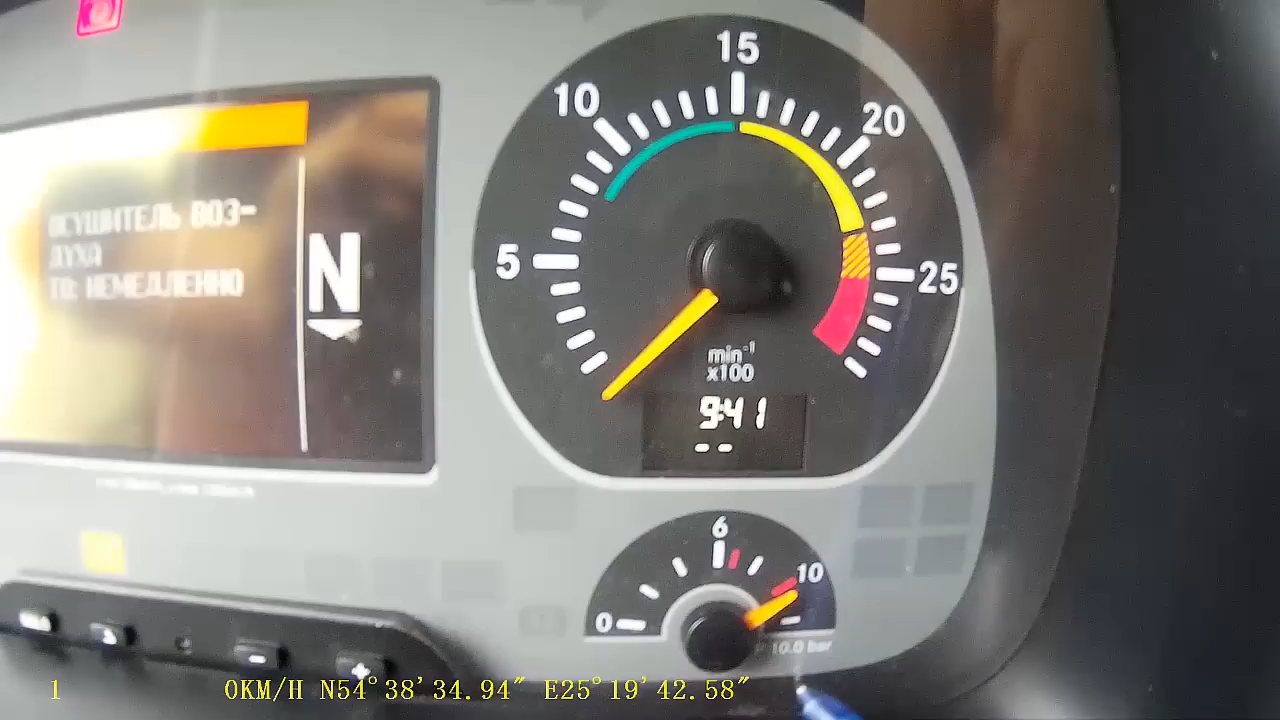 15
10
20
5
25
ОСУШИТЕЛЬ ВОЗ-
ДУХА
ТО: НЕМЕДЛЕННО
N
min⁻¹
x100
9:41
--
6
0
10
10.0 bar
- +
1 0KM/H N54°38'34.94" E25°19'42.58"